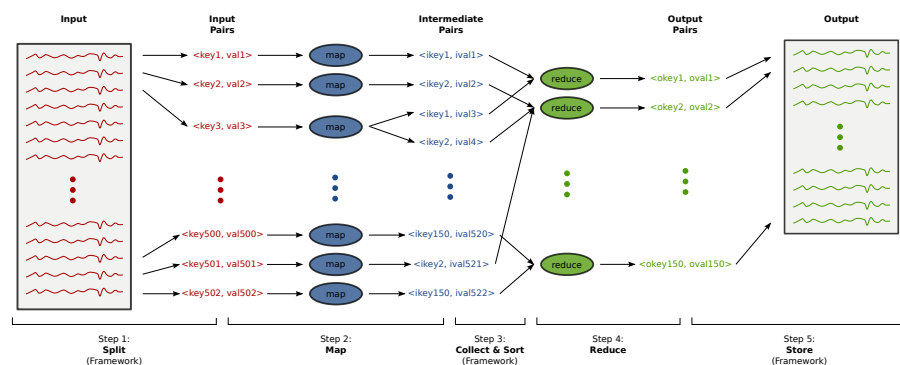 Input
Input
Pairs
Intermediate
Pairs
Output
Pairs
Output
<key1, val1>
map
<ikey1, ival1>
<key2, val2>
map
<ikey2, ival2>
<key3, val3>
map
<ikey1, ival3>
<ikey2, ival4>
reduce
<okey1, oval1>
reduce
<okey2, oval2>
<key500, val500>
map
<ikey150, ival520>
<key501, val501>
map
<ikey2, ival521>
<key502, val502>
map
<ikey150, ival522>
reduce
<okey150, oval150>
Step 1:
Split
(Framework)
Step 2:
Map
Step 3:
Collect & Sort
(Framework)
Step 4:
Reduce
Step 5:
Store
(Framework)